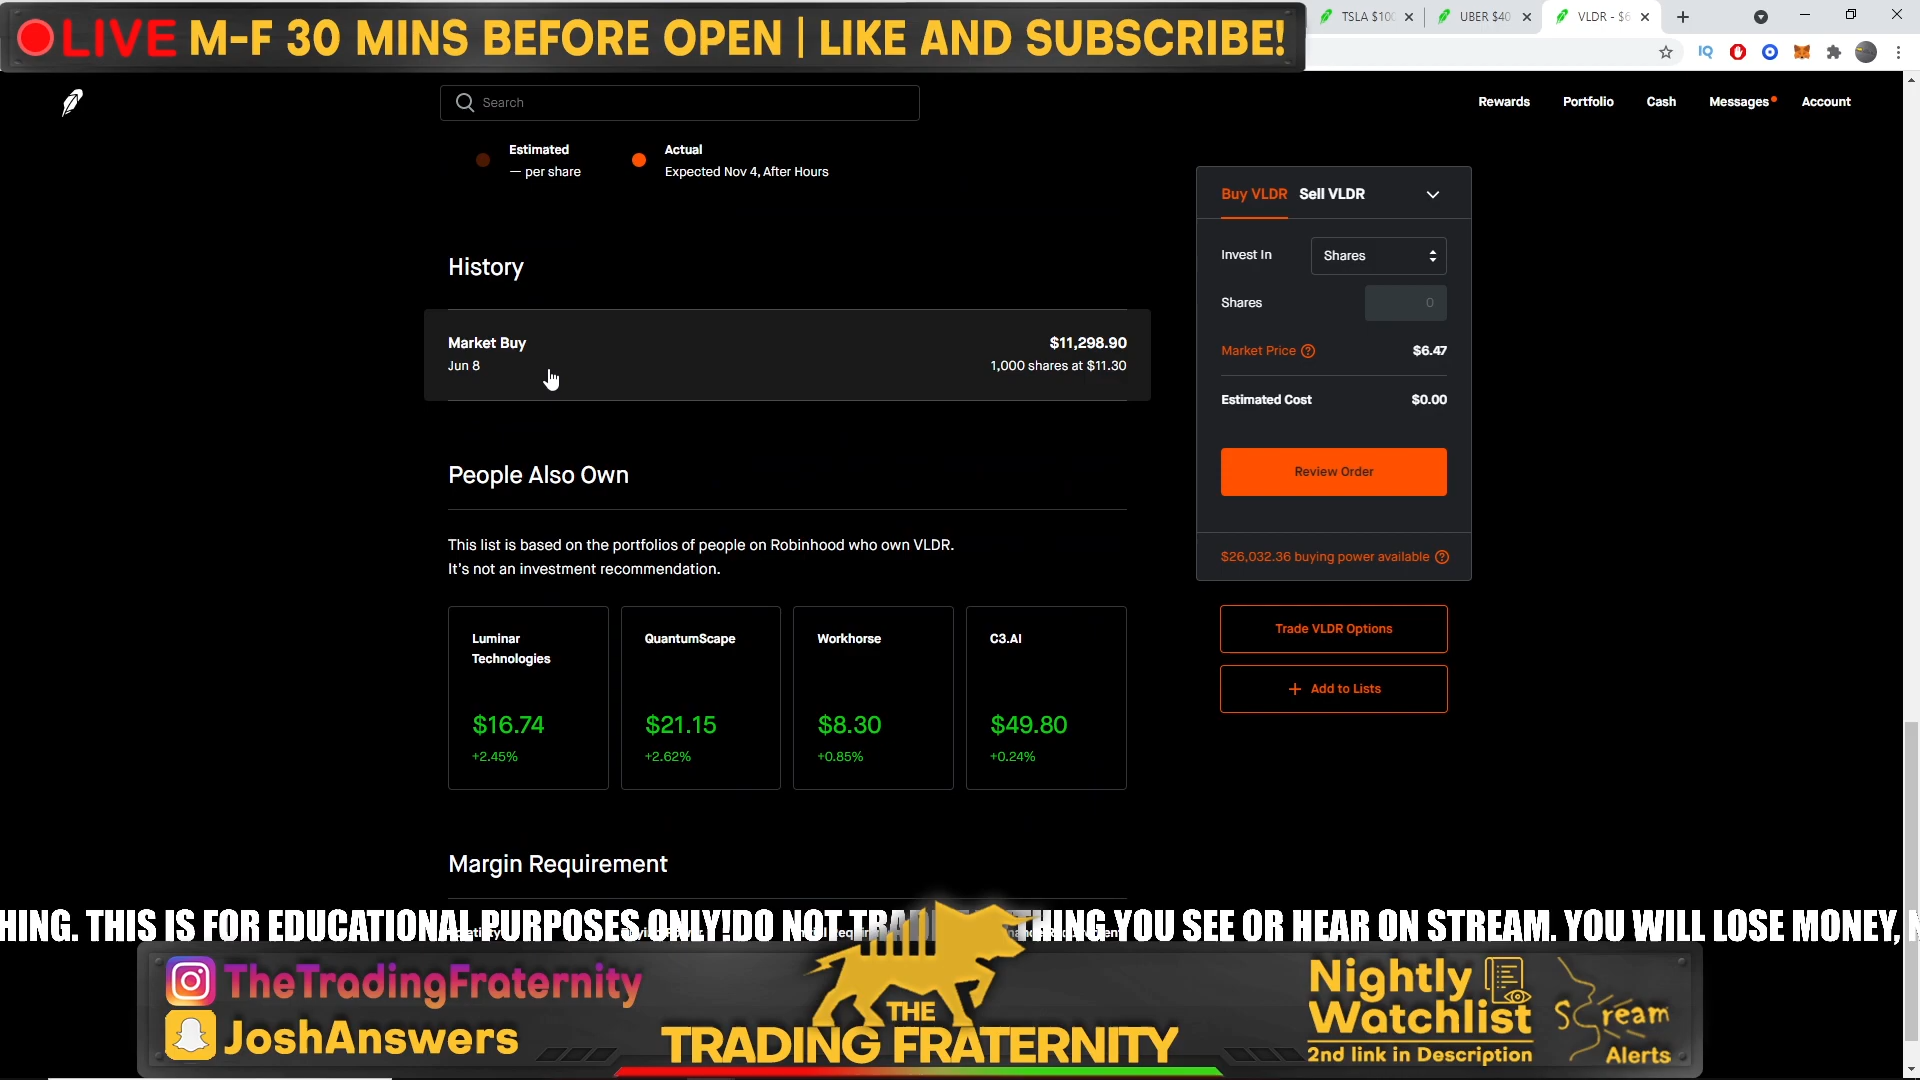 LIVE M-F 30 MINS BEFORE OPEN | LIKE AND SUBSCRIBE!
TSLA $100
UBER $40
VLDR - $6
IQ
Search
Rewards
Portfolio
Cash
Messages
Account
Estimated
— per share
Actual
Expected Nov 4, After Hours
History
Market Buy
$11,298.90
Jun 8
1,000 shares at $11.30
Buy VLDR
Sell VLDR
Invest In
Shares
Shares
0
Market Price ?
$6.47
Estimated Cost
$0.00
Review Order
$26,032.36 buying power available ?
Trade VLDR Options
+ Add to Lists
People Also Own
This list is based on the portfolios of people on Robinhood who own VLDR.
It's not an investment recommendation.
Luminar
Technologies
$16.74
+2.45%
QuantumScape
$21.15
+2.62%
Workhorse
$8.30
+0.85%
C3.AI
$49.80
+0.24%
Margin Requirement
HING. THIS IS FOR EDUCATIONAL PURPOSES ONLY!DO NOT TRADE YOU SEE OR HEAR ON STREAM. YOU WILL LOSE MONEY,
TheTradingFraternity
JoshAnswers
THE
TRADING FRATERNITY
Nightly
Watchlist
2nd link in Description
Scream
Alerts